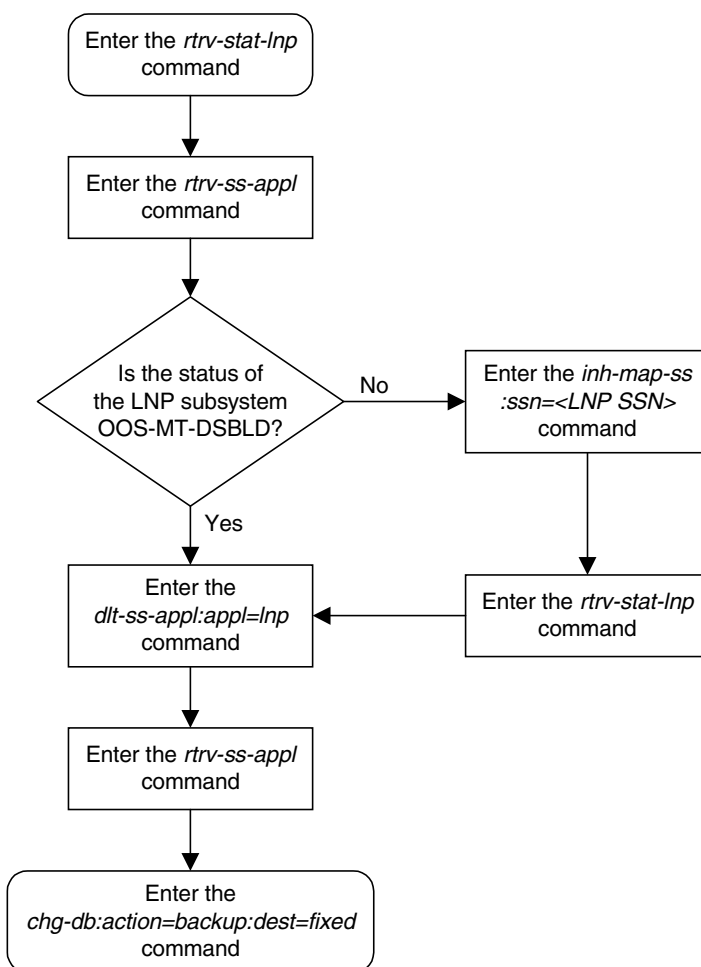 Enter the rtrv-stat-lnp
command
Enter the rtrv-ss-appl
command
Is the status of
the LNP subsystem
OOS-MT-DSBLD?
No
Enter the inh-map-ss
:ssn=<LNP SSN>
command
Yes
Enter the
dlt-ss-appl:appl=lnp
command
Enter the rtrv-stat-lnp
command
Enter the rtrv-ss-appl
command
Enter the
chg-db:action=backup:dest=fixed
command